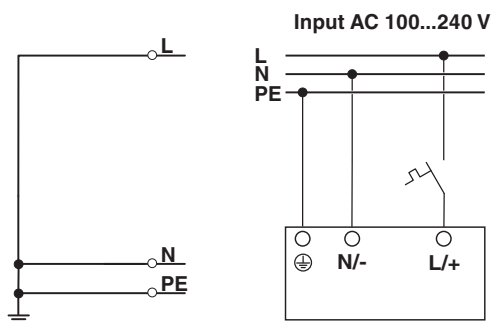 Input AC 100...240 V
L
N
PE
L
N
PE
N/-
L/+